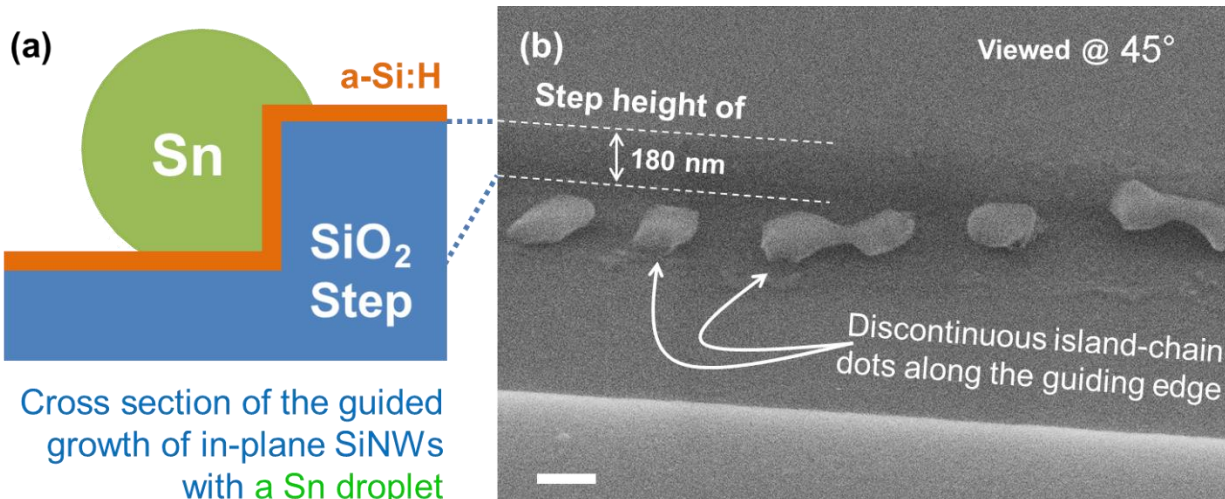 (a)
a-Si:H
Sn
SiO₂
Step
Cross section of the guided
growth of in-plane SiNWs
with a Sn droplet
(b)
Viewed @ 45°
Step height of
180 nm
Discontinuous island-chain
dots along the guiding edge